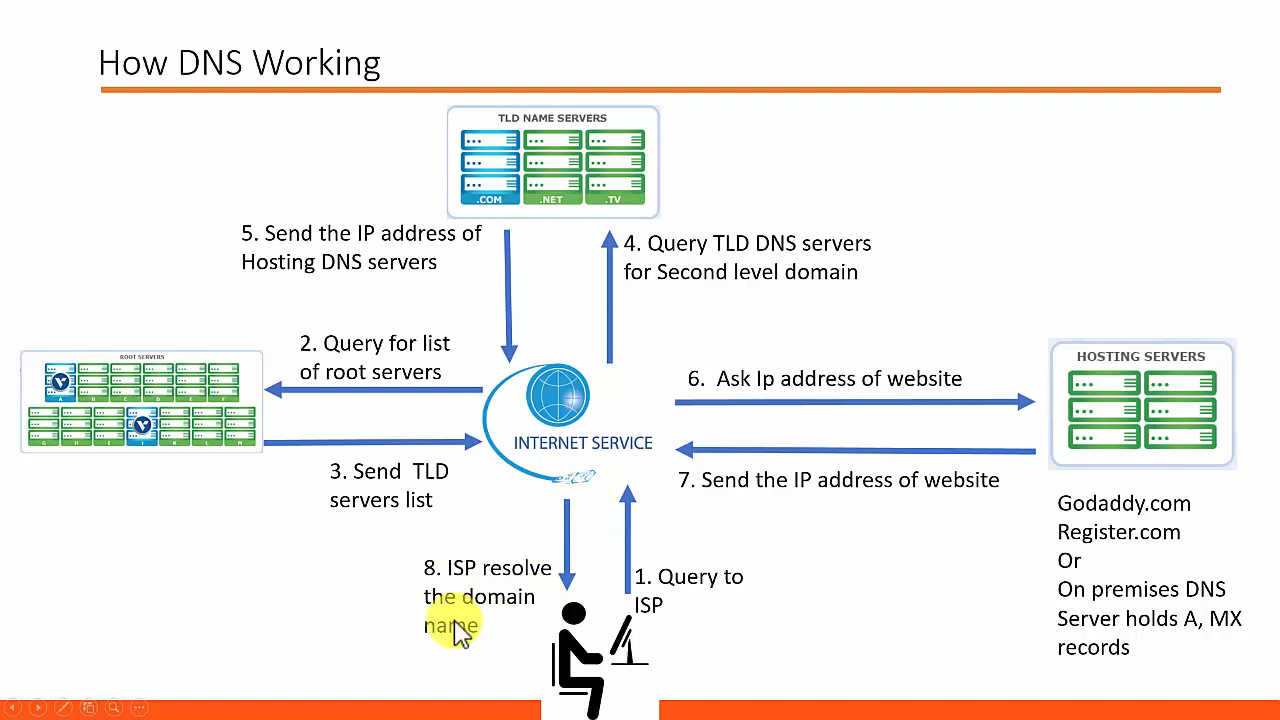 How DNS Working
TLD NAME SERVERS
.COM
.NET
.TV
5. Send the IP address of
Hosting DNS servers
4. Query TLD DNS servers
for Second level domain
2. Query for list
of root servers
ROOT SERVERS
A B C D E F
G H I J K L M
3. Send TLD
servers list
INTERNET SERVICE
6. Ask Ip address of website
7. Send the IP address of website
HOSTING SERVERS
Godaddy.com
Register.com
Or
On premises DNS
Server holds A, MX
records
8. ISP resolve
the domain
name
1. Query to
ISP